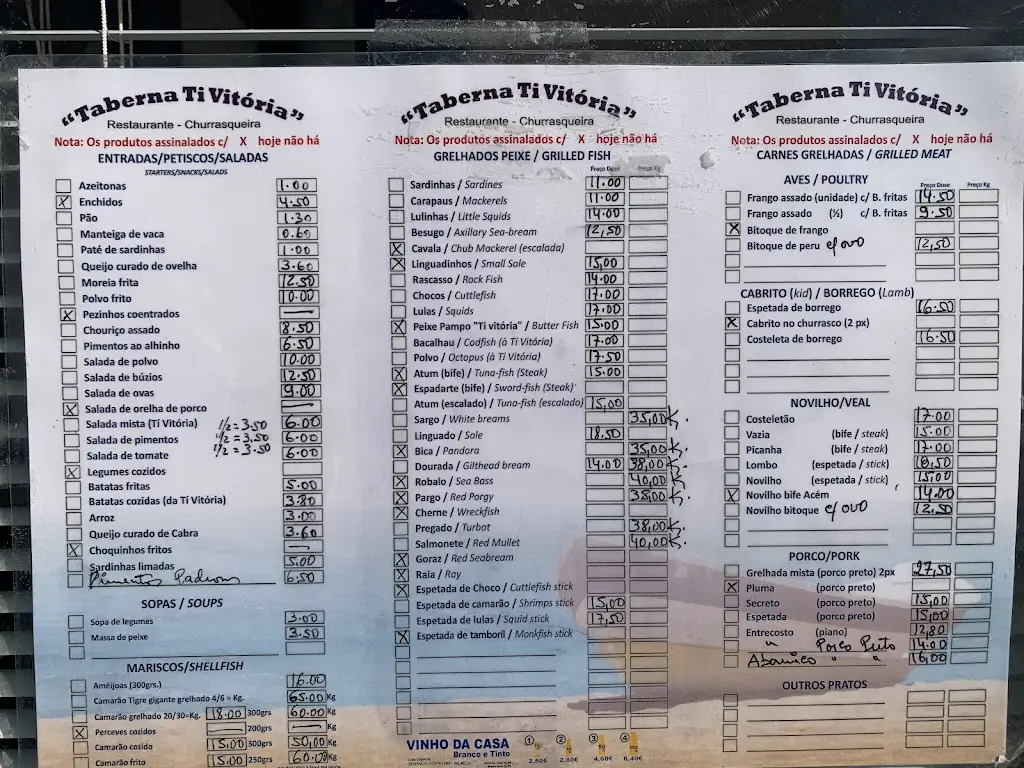 "Taberna Ti Vitória"
Restaurante - Churrasqueira
Nota: Os produtos assinalados c/ X hoje não há
ENTRADAS/PETISCOS/SALADAS
STARTERS/SNACKS/SALADS
Azeitonas 1.00
X Enchidos 4.50
Pão 1.30
Manteiga de vaca 0.60
Paté de sardinhas 1.00
Queijo curado de ovelha 3.60
Moreia frita 12.50
Polvo frito 10.00
X Pezinhos coentrados —
Chouriço assado 8.50
Pimentos ao alhinho 6.50
Salada de polvo 10.00
Salada de búzios 12.50
Salada de ovas 9.00
X Salada de orelha de porco —
Salada mista (Ti Vitória) 1/2 = 3.50 6.00
Salada de pimentos 1/2 = 3.50 6.00
Salada de tomate 1/2 = 3.50 6.00
X Legumes cozidos
Batatas fritas 5.00
Batatas cozidas (da Ti Vitória) 3.80
Arroz 3.00
Queijo curado de Cabra 3.60
X Choquinhos fritos —
Sardinhas limadas 5.00
Pimentos Padron 6.50
SOPAS / SOUPS
Sopa de legumes 3.00
Massa de peixe 3.50
MARISCOS/SHELLFISH
Amêijoas (300grs.) 16.00
Camarão Tigre gigante grelhado 4/6 = Kg. 65.00 Kg
Camarão grelhado 20/30=Kg. 18.00 300grs 60.00 Kg
X Perceves cozidos — 200grs — Kg
Camarão cozido 15,00 300grs 50,00 Kg
Camarão frito 15.00 250grs 60.00 Kg
"Taberna Ti Vitória"
Restaurante - Churrasqueira
Nota: Os produtos assinalados c/ X hoje não há
GRELHADOS PEIXE / GRILLED FISH
Preço Dose Preço Kg
Sardinhas / Sardines 11.00
Carapaus / Mackerels 11.00
Lulinhas / Little Squids 14.00
Besugo / Axillary Sea-bream 12,50
X Cavala / Chub Mackerel (escalada)
X Linguadinhos / Small Sole 15,00
Rascasso / Rock Fish 14.00
Chocos / Cuttlefish 17.00
Lulas / Squids 17.00
X Peixe Pampo "Ti vitória" / Butter Fish 15.00
Bacalhau / Codfish (à Ti Vitória) 17.00
Polvo / Octopus (à Ti Vitória) 17.50
X Atum (bife) / Tuna-fish (Steak) 15.00
X Espadarte (bife) / Sword-fish (Steak)
Atum (escalado) / Tuna-fish (escalado) 15,00
Sargo / White breams 35,00 K.
Linguado / Sole 18.50
X Bica / Pandora 35,00 K.
Dourada / Gilthead bream 14.00 38,00 K.
X Robalo / Sea Bass 40,00 K.
X Pargo / Red Porgy 38,00 K.
X Cherne / Wreckfish
Pregado / Turbot 38,00 K.
Salmonete / Red Mullet 40,00 K.
X Goraz / Red Seabream
X Raia / Ray
X Espetada de Choco / Cuttlefish stick
Espetada de camarão / Shrimps stick 15,00
Espetada de lulas / Squid stick 17,50
X Espetada de tamboril / Monkfish stick
VINHO DA CASA
Branco e Tinto
1 2 3 4
2,60€ 2,80€ 4,60€ 6,40€
"Taberna Ti Vitória"
Restaurante - Churrasqueira
Nota: Os produtos assinalados c/ X hoje não há
CARNES GRELHADAS / GRILLED MEAT
AVES / POULTRY
Preço Dose Preço Kg
Frango assado (unidade) c/ B. fritas 14.50
Frango assado (½) c/ B. fritas 9.50
X Bitoque de frango
Bitoque de peru c/ovo 12,50
CABRITO (kid) / BORREGO (Lamb)
Espetada de borrego 16.50
X Cabrito no churrasco (2 px)
Costeleta de borrego 16.50
NOVILHO/VEAL
Costeletão 17.00
Vazia (bife / steak) 15.00
Picanha (bife / steak) 17.00
Lombo (espetada / stick) 18,50
Novilho (espetada / stick) 15,00
X Novilho bife Acém 14.00
Novilho bitoque c/ovo 12.50
PORCO/PORK
Grelhada mista (porco preto) 2px 27,50
X Pluma (porco preto)
Secreto (porco preto) 15,00
Espetada (porco preto) 15,00
Entrecosto (piano) 12,80
" Porco Preto 14.00
Abanico " " 16,00
OUTROS PRATOS